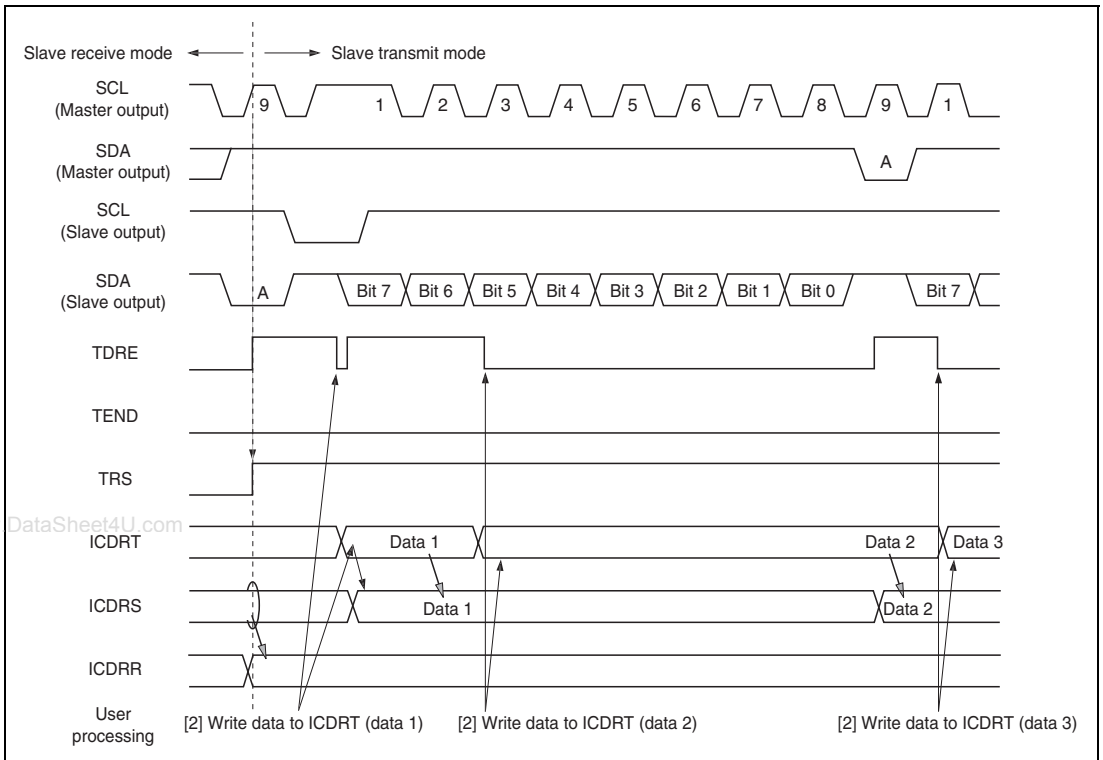 Slave receive mode
Slave transmit mode
SCL
(Master output)
9
1
2
3
4
5
6
7
8
9
1
SDA
(Master output)
A
SCL
(Slave output)
SDA
(Slave output)
A
Bit 7
Bit 6
Bit 5
Bit 4
Bit 3
Bit 2
Bit 1
Bit 0
Bit 7
TDRE
TEND
TRS
DataSheet4U.com
ICDRT
Data 1
Data 2
Data 3
ICDRS
Data 1
Data 2
ICDRR
User
processing
[2] Write data to ICDRT (data 1)
[2] Write data to ICDRT (data 2)
[2] Write data to ICDRT (data 3)